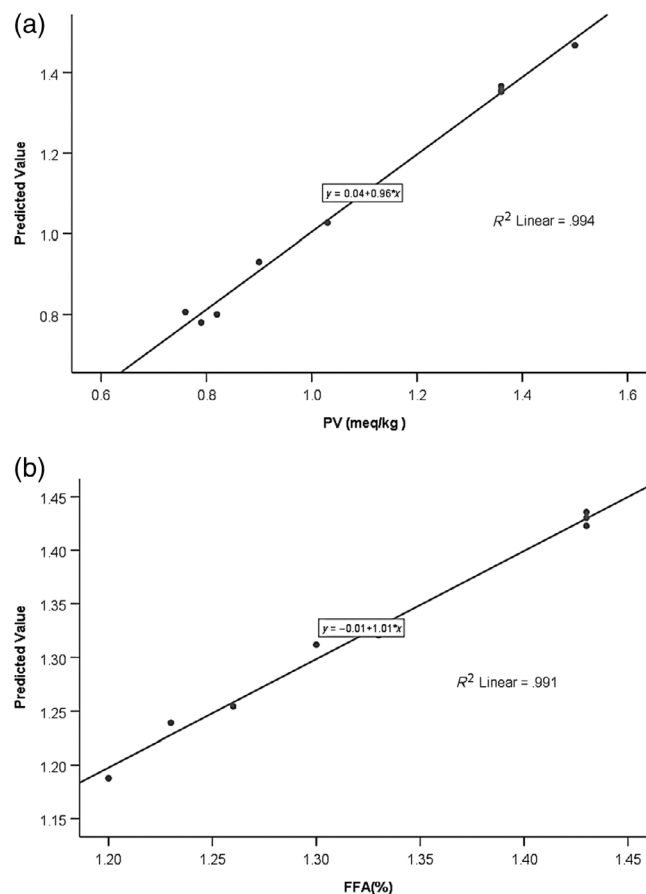 (a)
1.4
1.2
1.0
0.8
Predicted Value
y = 0.04+0.96*x
R² Linear = .994
0.6 0.8 1.0 1.2 1.4 1.6
PV (meq/kg )
(b)
1.45
1.40
1.35
1.30
1.25
1.20
1.15
Predicted Value
y = −0.01+1.01*x
R² Linear = .991
1.20 1.25 1.30 1.35 1.40 1.45
FFA(%)